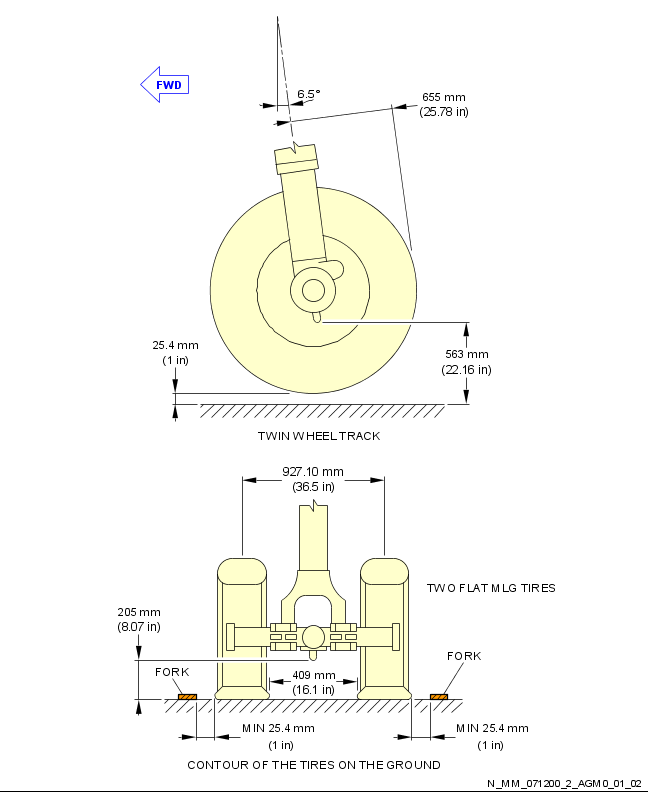 FWD
6.5°
655 mm
(25.78 in)
25.4 mm
(1 in)
563 mm
(22.16 in)
TWIN WHEEL TRACK
927.10 mm
(36.5 in)
TWO FLAT MLG TIRES
205 mm
(8.07 in)
FORK
FORK
409 mm
(16.1 in)
MIN 25.4 mm
(1 in)
MIN 25.4 mm
(1 in)
CONTOUR OF THE TIRES ON THE GROUND
N_MM_071200_2_AGM0_01_02